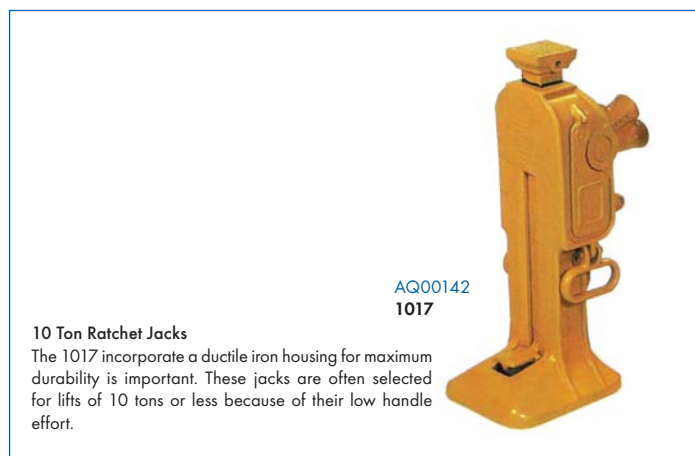 AQ00142
1017
10 Ton Ratchet Jacks
The 1017 incorporate a ductile iron housing for maximum
durability is important. These jacks are often selected
for lifts of 10 tons or less because of their low handle
effort.